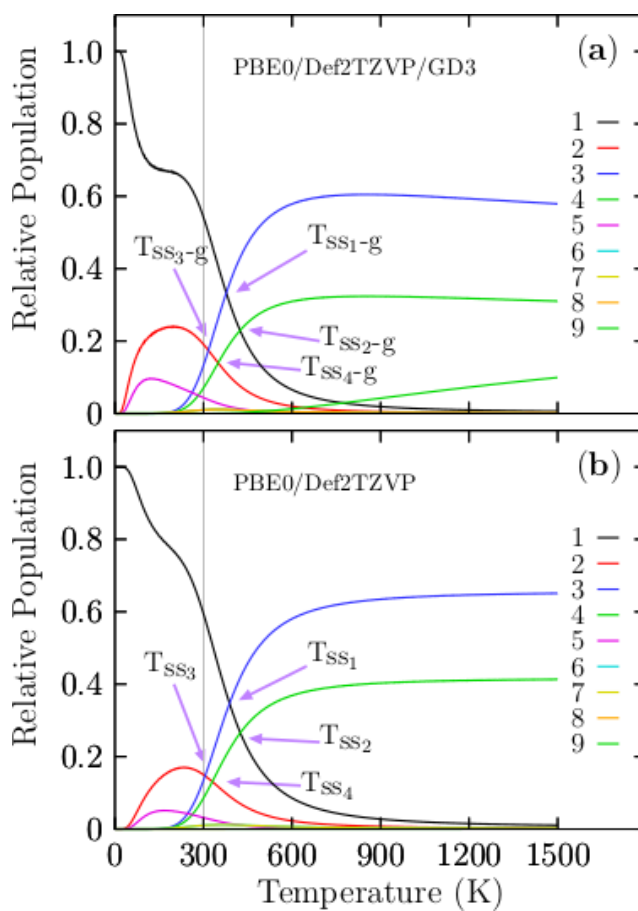 (a)
PBE0/Def2TZVP/GD3
Relative Population
1.0
0.8
0.6
0.4
0.2
0
1
2
3
4
5
6
7
8
9
Tss₃-g
Tss₁-g
Tss₂-g
Tss₄-g
(b)
PBE0/Def2TZVP
Relative Population
1.0
0.8
0.6
0.4
0.2
0
1
2
3
4
5
6
7
8
9
Tss₃
Tss₁
Tss₂
Tss₄
0 300 600 900 1200 1500
Temperature (K)